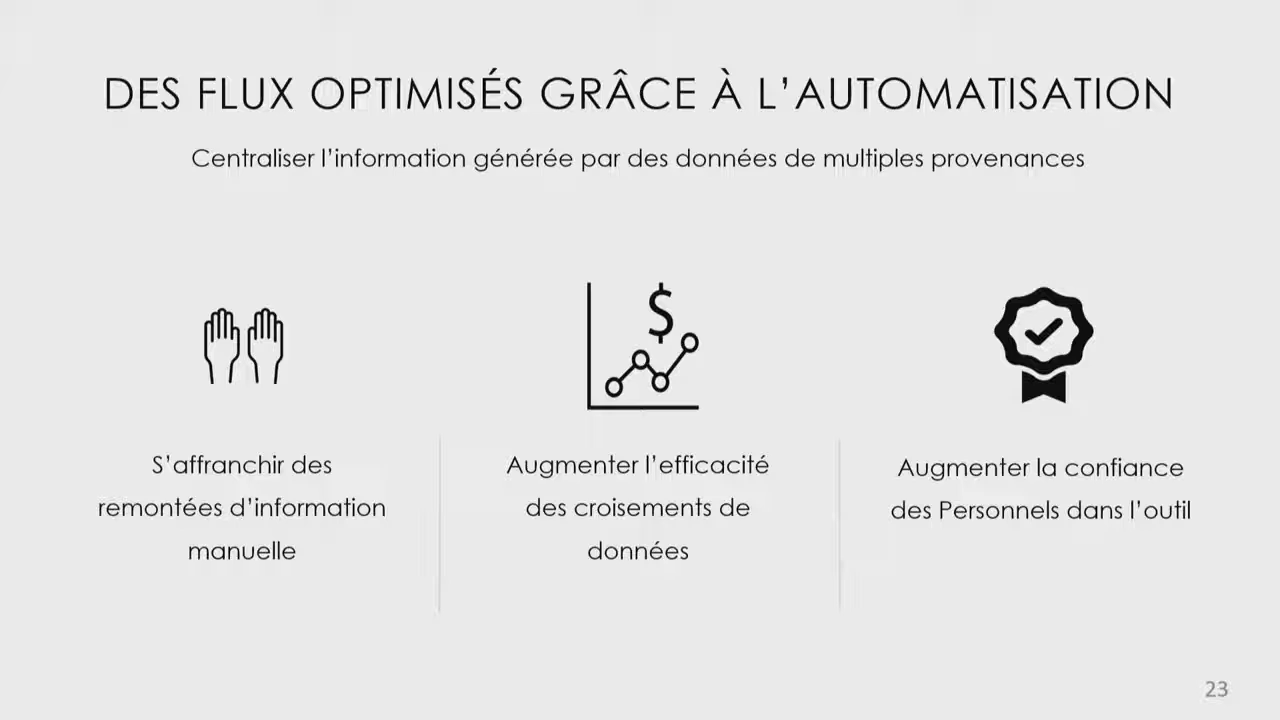 DES FLUX OPTIMISÉS GRÂCE À L’AUTOMATISATION
Centraliser l’information générée par des données de multiples provenances
$
S’affranchir des
remontées d’information
manuelle
Augmenter l’efficacité
des croisements de
données
Augmenter la confiance
des Personnels dans l’outil
23